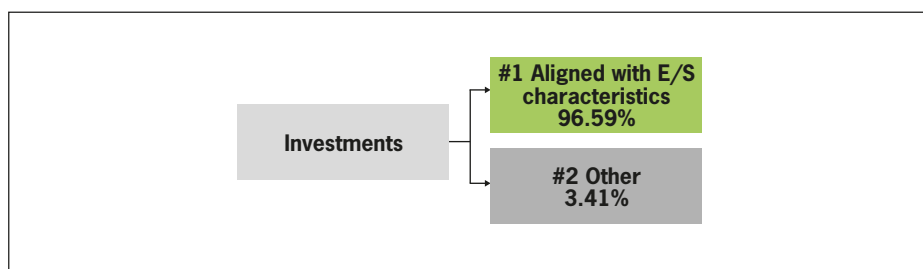 #1 Aligned with E/S
characteristics
96.59%
Investments
#2 Other
3.41%